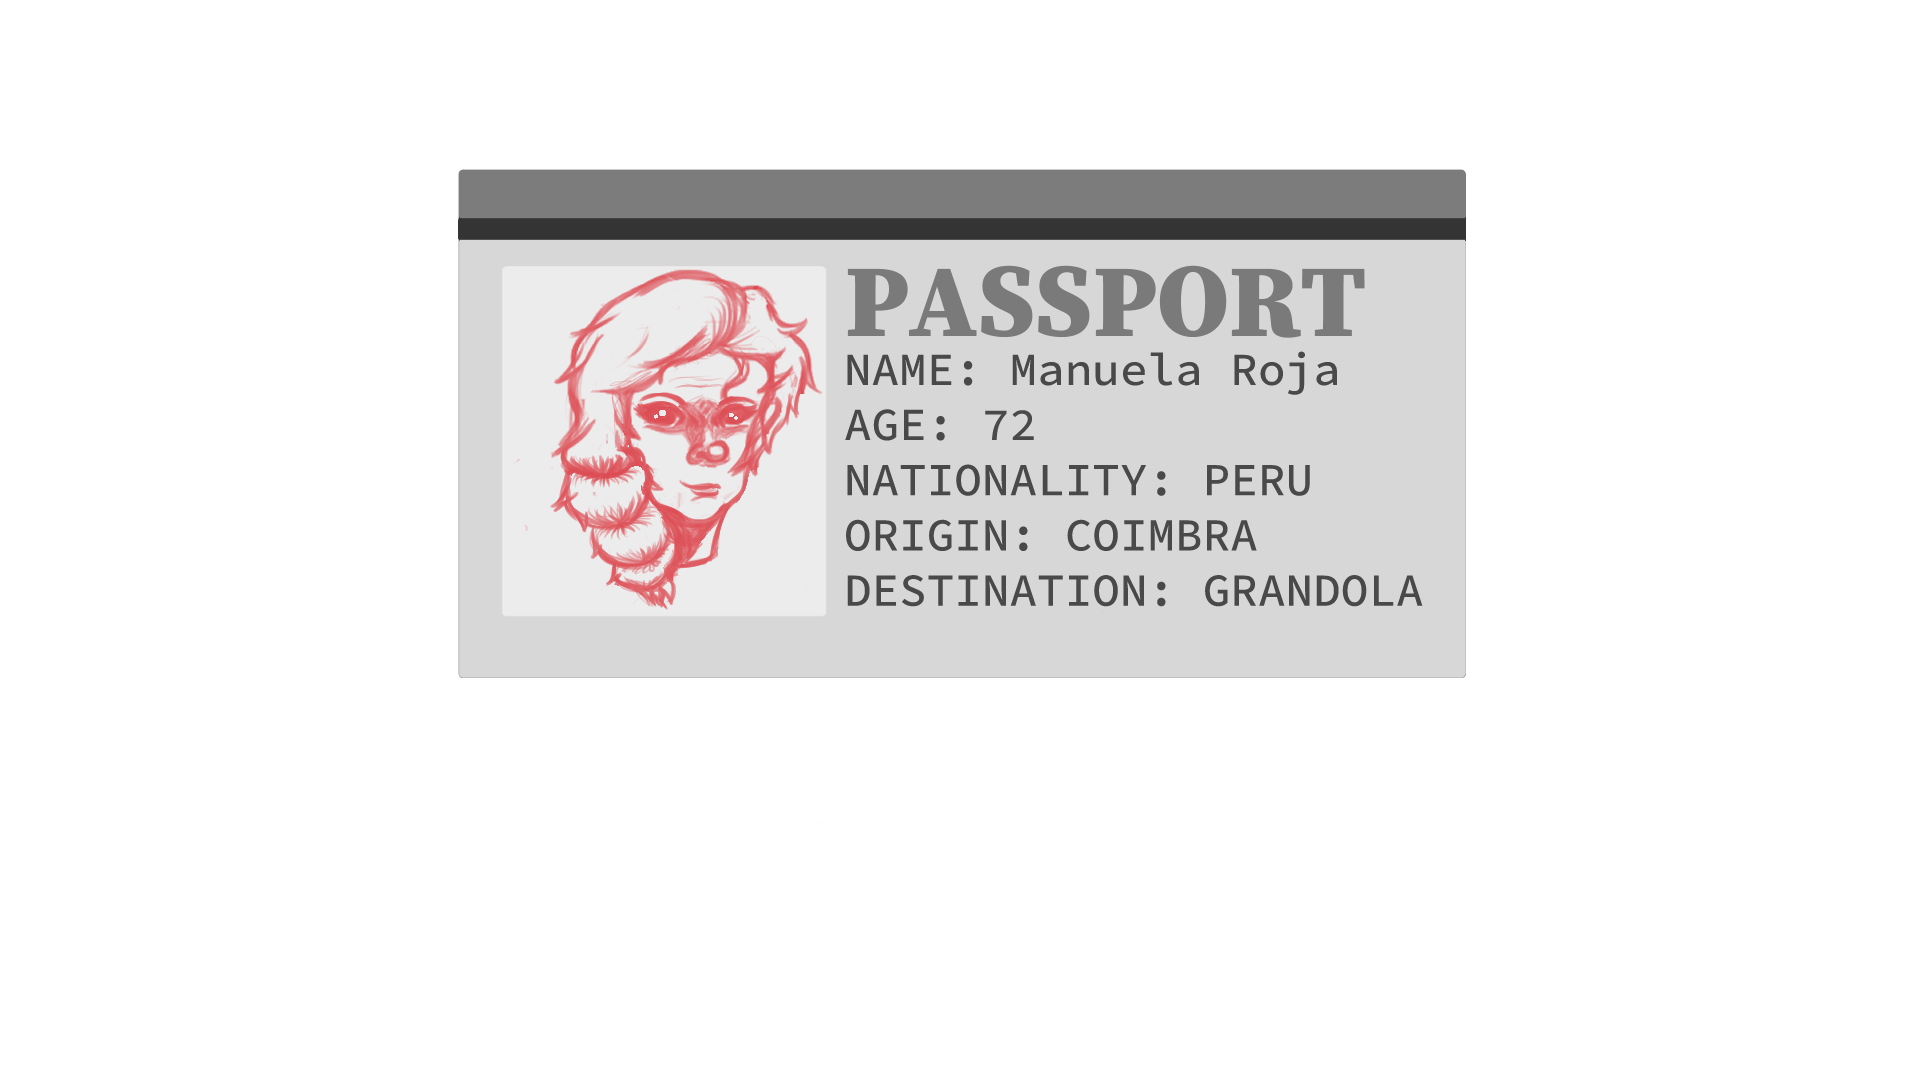 PASSPORT
NAME: Manuela Roja
AGE: 72
NATIONALITY: PERU
ORIGIN: COIMBRA
DESTINATION: GRANDOLA